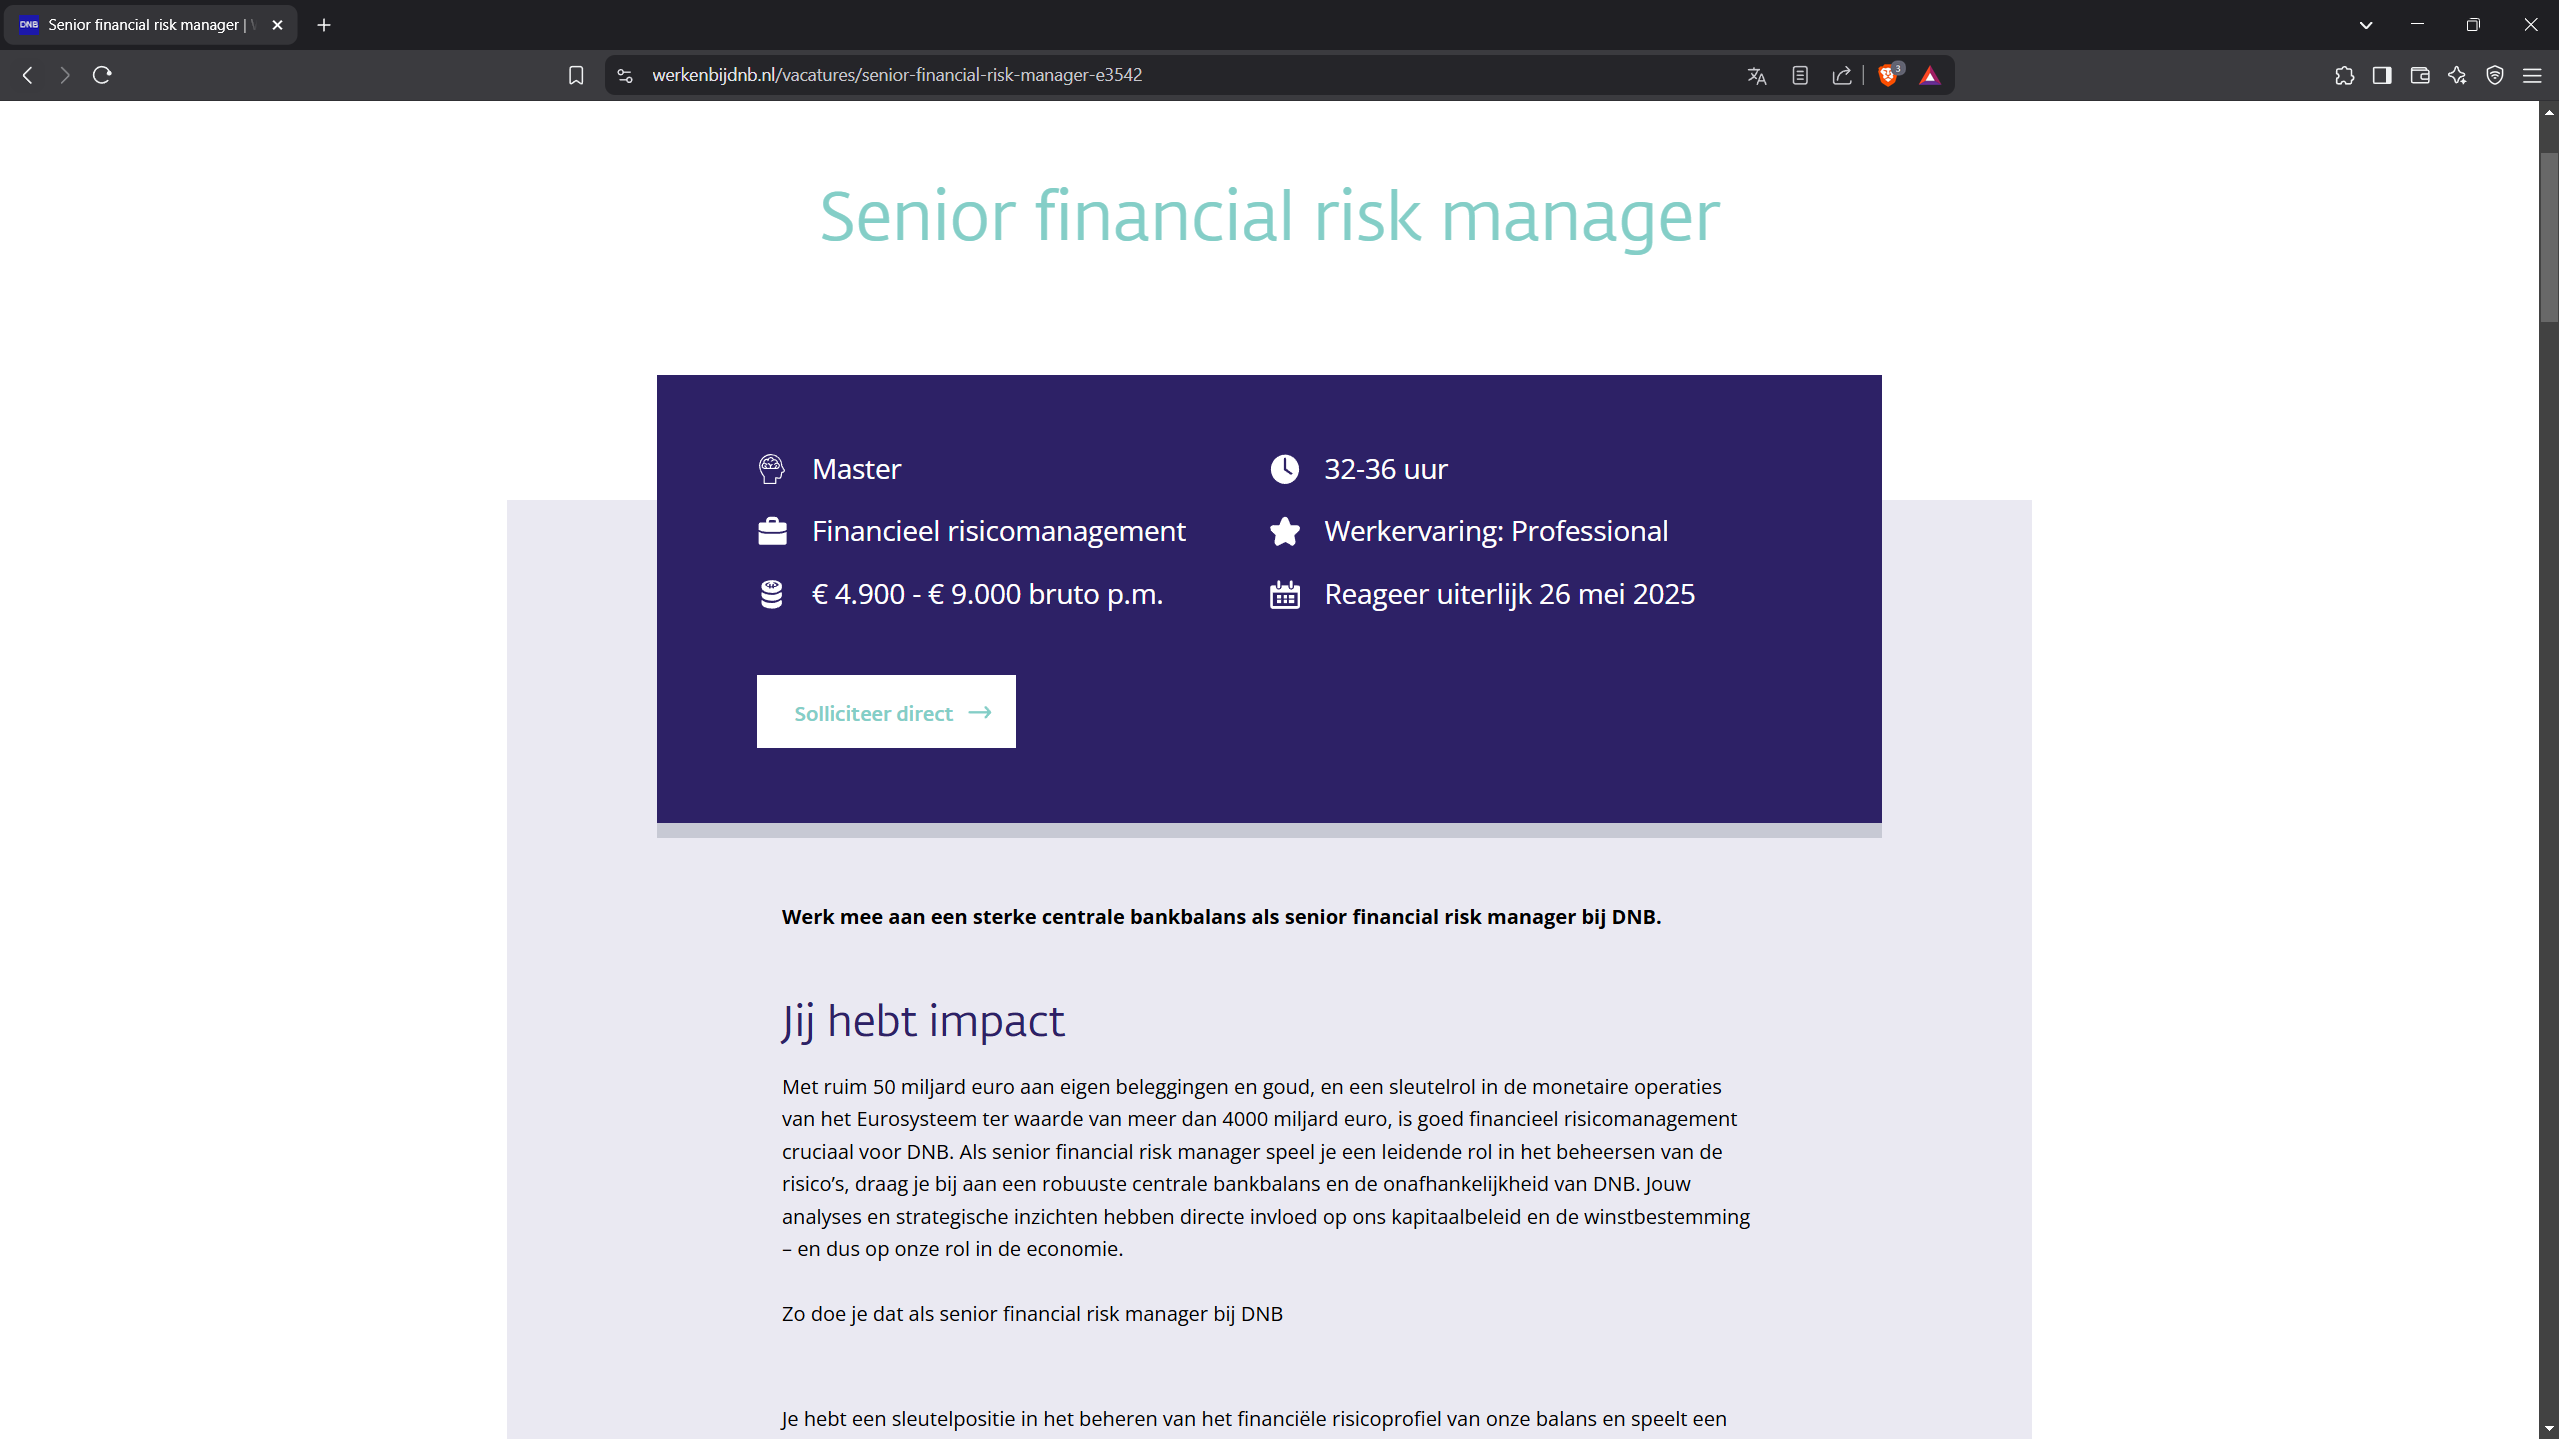 DNB Senior financial risk manager |
werkenbijdnb.nl/vacatures/senior-financial-risk-manager-e3542
3
Senior financial risk manager
Master
32-36 uur
Financieel risicomanagement
Werkervaring: Professional
€ 4.900 - € 9.000 bruto p.m.
Reageer uiterlijk 26 mei 2025
Solliciteer direct →
Werk mee aan een sterke centrale bankbalans als senior financial risk manager bij DNB.
Jij hebt impact
Met ruim 50 miljard euro aan eigen beleggingen en goud, en een sleutelrol in de monetaire operaties
van het Eurosysteem ter waarde van meer dan 4000 miljard euro, is goed financieel risicomanagement
cruciaal voor DNB. Als senior financial risk manager speel je een leidende rol in het beheersen van de
risico’s, draag je bij aan een robuuste centrale bankbalans en de onafhankelijkheid van DNB. Jouw
analyses en strategische inzichten hebben directe invloed op ons kapitaalbeleid en de winstbestemming
– en dus op onze rol in de economie.
Zo doe je dat als senior financial risk manager bij DNB
Je hebt een sleutelpositie in het beheren van het financiële risicoprofiel van onze balans en speelt een